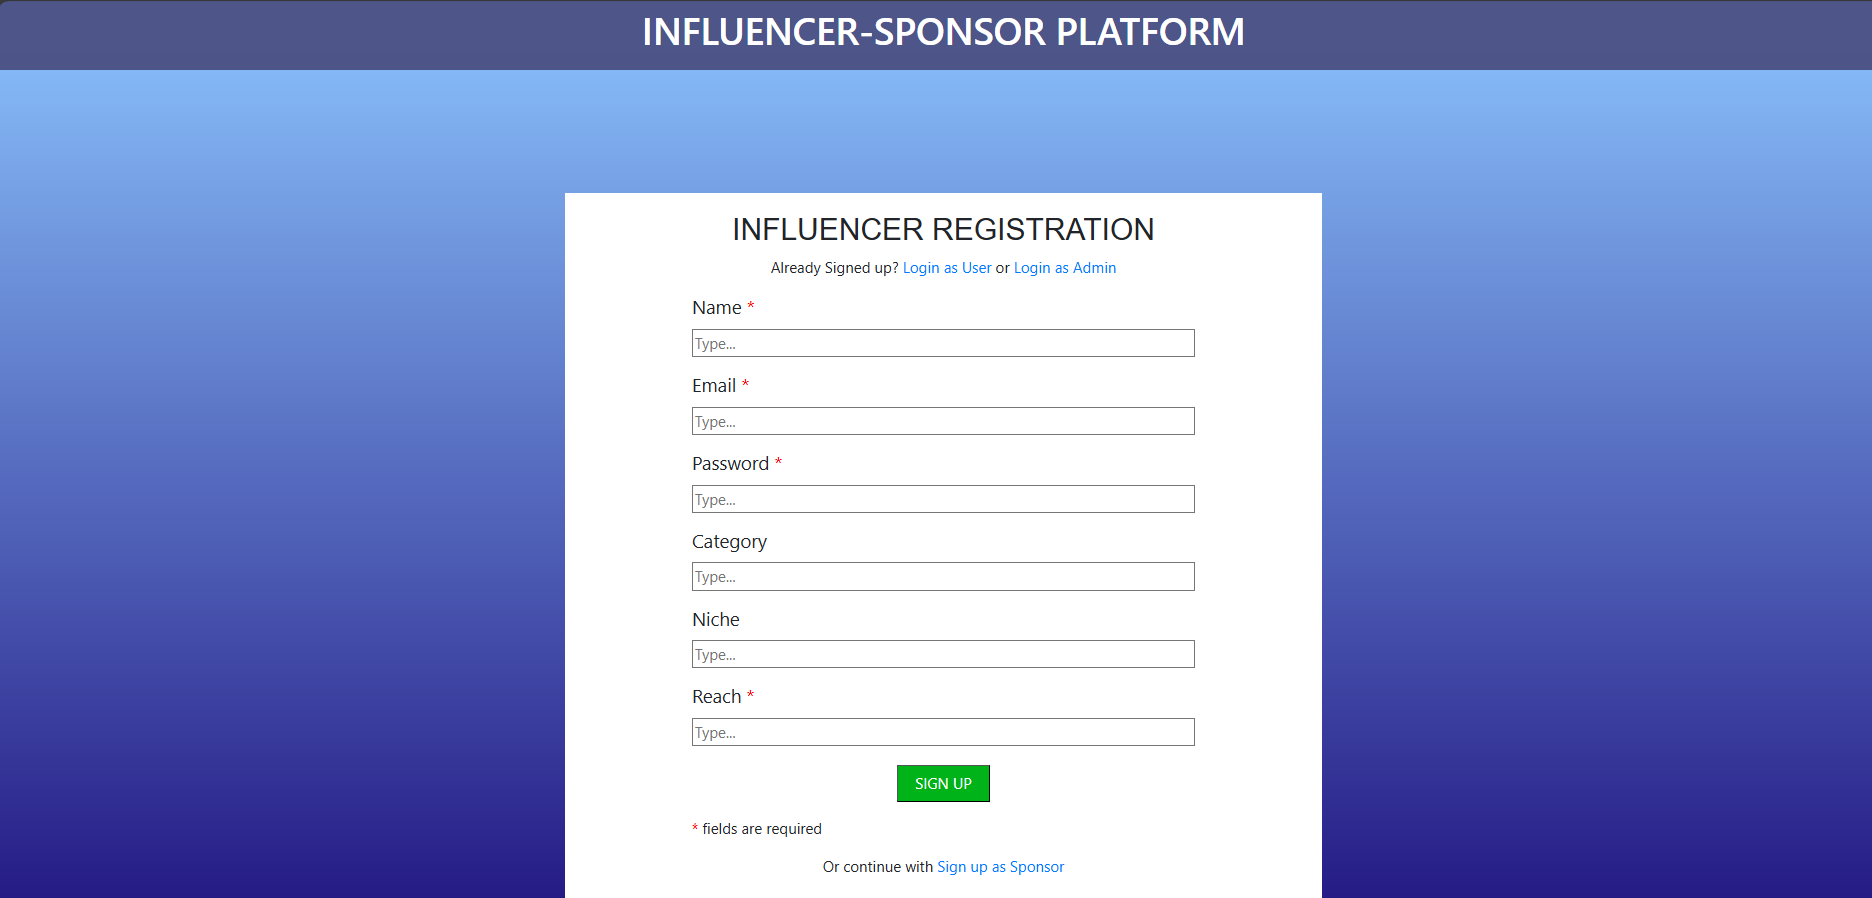 INFLUENCER-SPONSOR PLATFORM
INFLUENCER REGISTRATION
Already Signed up? Login as User or Login as Admin
Name *
Type...
Email *
Type...
Password *
Type...
Category
Type...
Niche
Type...
Reach *
Type...
SIGN UP
* fields are required
Or continue with Sign up as Sponsor